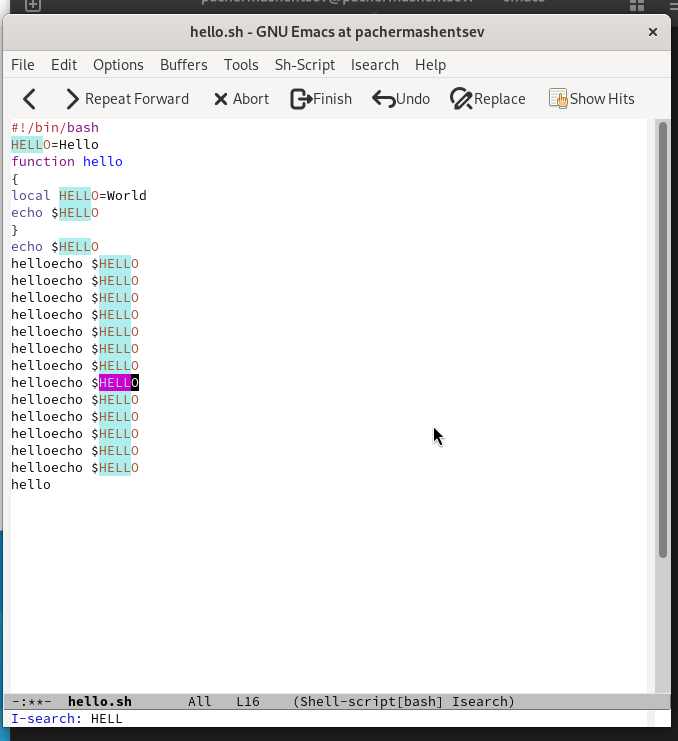 hello.sh - GNU Emacs at pachermashentsev
File Edit Options Buffers Tools Sh-Script Isearch Help
Repeat Forward Abort Finish Undo Replace Show Hits
#!/bin/bash
HELLO=Hello
function hello
{
local HELLO=World
echo $HELLO
}
echo $HELLO
helloecho $HELLO
helloecho $HELLO
helloecho $HELLO
helloecho $HELLO
helloecho $HELLO
helloecho $HELLO
helloecho $HELLO
helloecho $HELLO
helloecho $HELLO
helloecho $HELLO
helloecho $HELLO
helloecho $HELLO
helloecho $HELLO
hello
-:**- hello.sh All L16 (Shell-script[bash] Isearch)
I-search: HELL